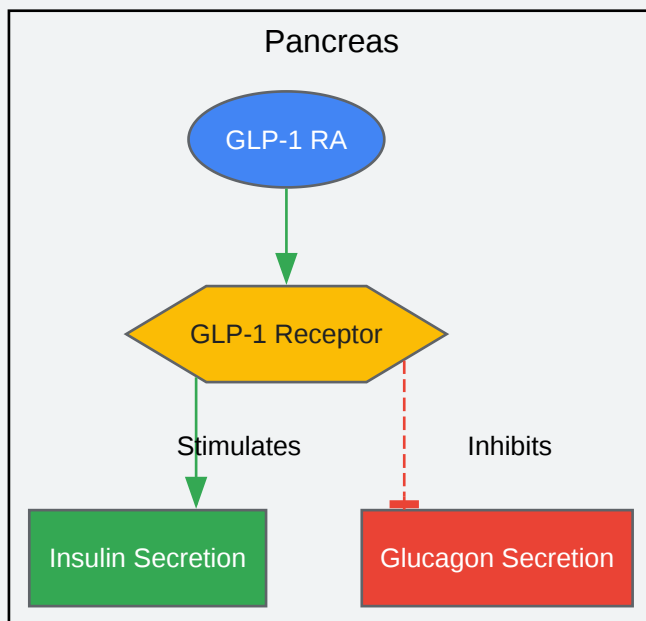 Pancreas
GLP-1 RA
GLP-1 Receptor
Stimulates
Inhibits
Insulin Secretion
Glucagon Secretion